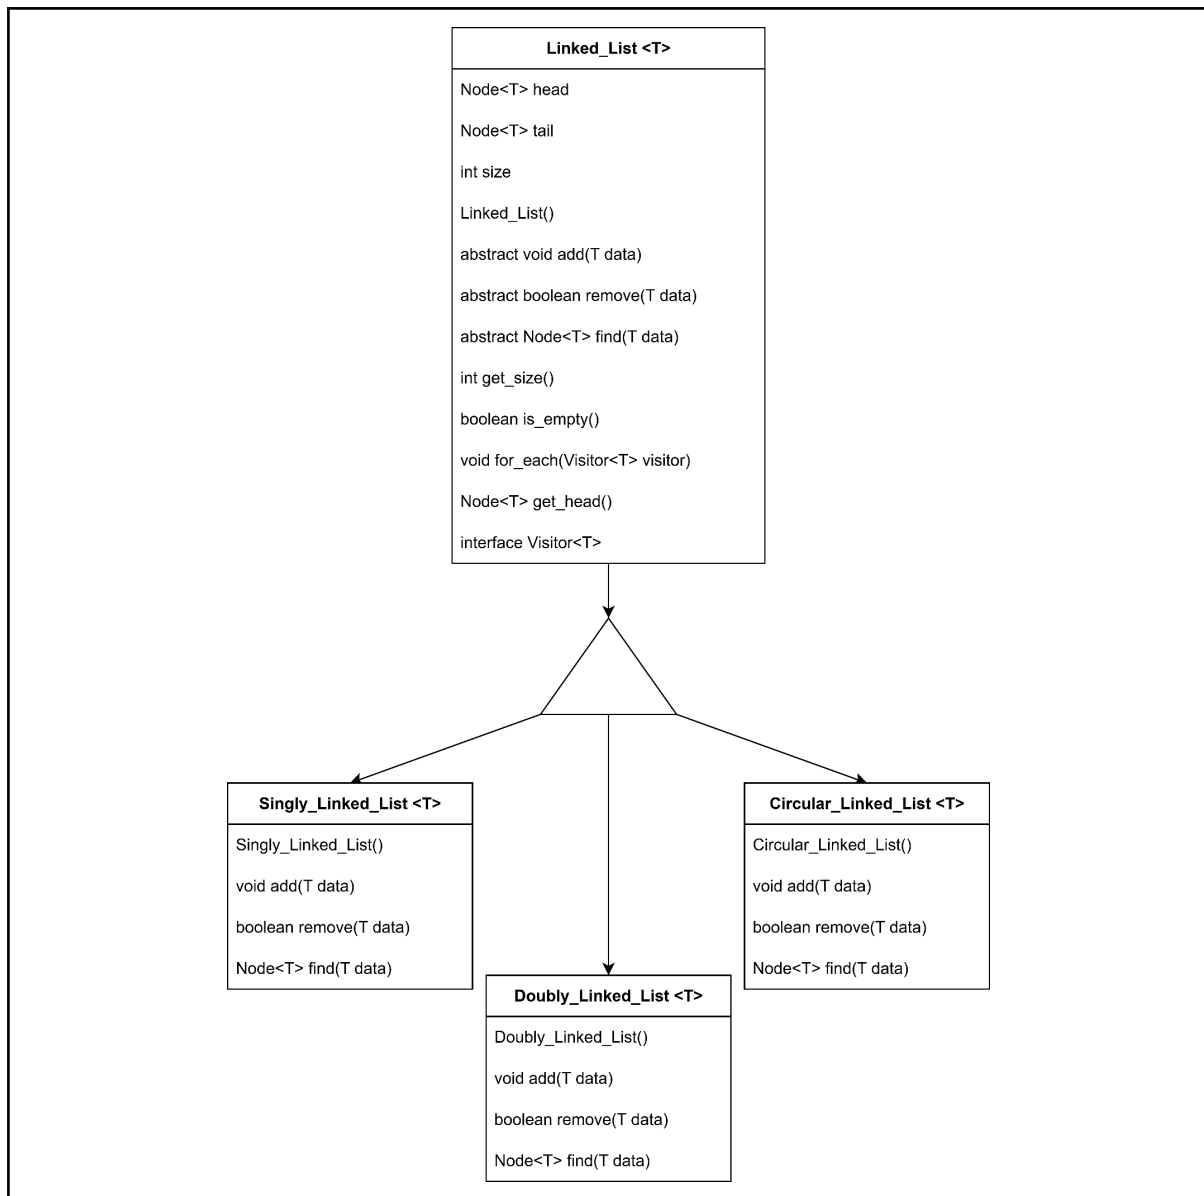 Linked_List <T>
Node<T> head
Node<T> tail
int size
Linked_List()
abstract void add(T data)
abstract boolean remove(T data)
abstract Node<T> find(T data)
int get_size()
boolean is_empty()
void for_each(Visitor<T> visitor)
Node<T> get_head()
interface Visitor<T>
Singly_Linked_List <T>
Singly_Linked_List()
void add(T data)
boolean remove(T data)
Node<T> find(T data)
Circular_Linked_List <T>
Circular_Linked_List()
void add(T data)
boolean remove(T data)
Node<T> find(T data)
Doubly_Linked_List <T>
Doubly_Linked_List()
void add(T data)
boolean remove(T data)
Node<T> find(T data)